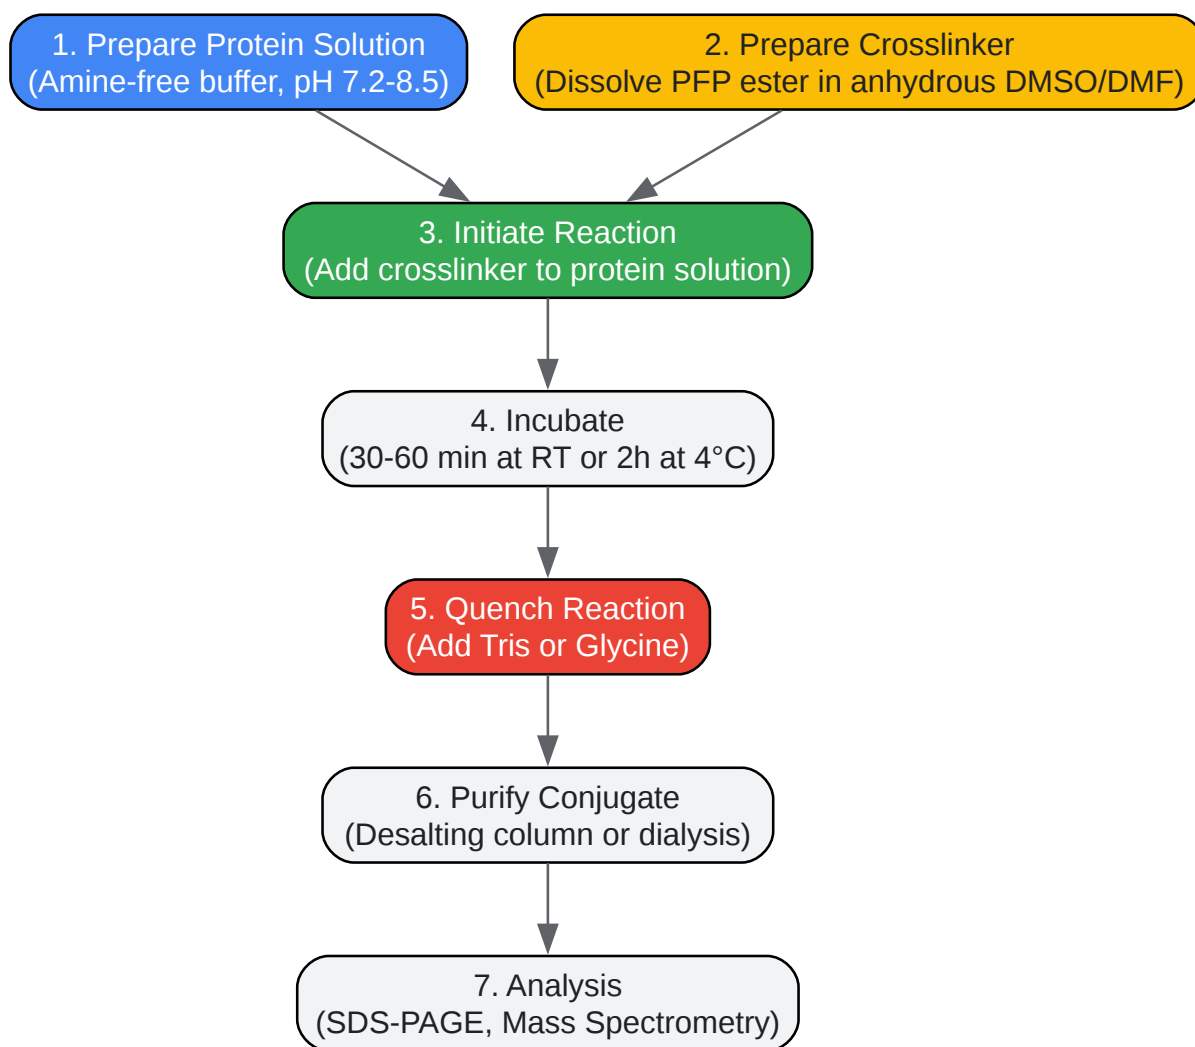 1. Prepare Protein Solution
(Amine-free buffer, pH 7.2-8.5)
2. Prepare Crosslinker
(Dissolve PFP ester in anhydrous DMSO/DMF)
3. Initiate Reaction
(Add crosslinker to protein solution)
4. Incubate
(30-60 min at RT or 2h at 4°C)
5. Quench Reaction
(Add Tris or Glycine)
6. Purify Conjugate
(Desalting column or dialysis)
7. Analysis
(SDS-PAGE, Mass Spectrometry)